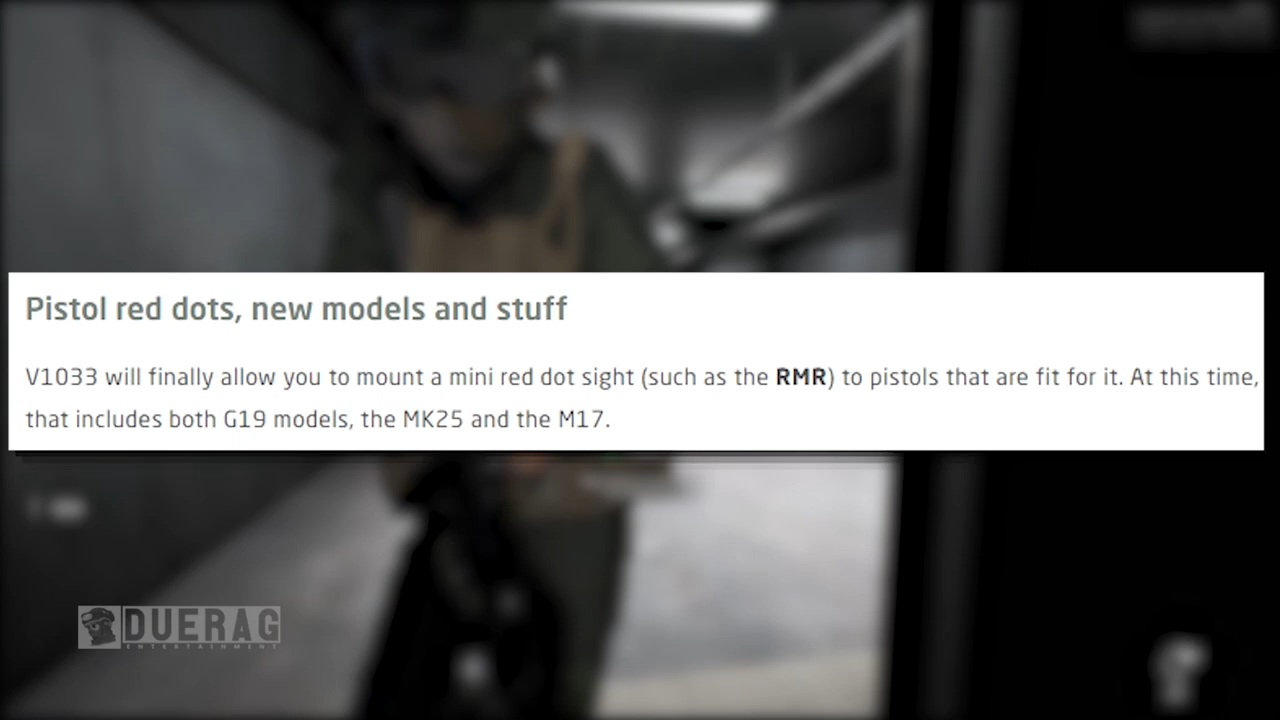 Pistol red dots, new models and stuff
V1033 will finally allow you to mount a mini red dot sight (such as the RMR) to pistols that are fit for it. At this time,
that includes both G19 models, the MK25 and the M17.
DUERAG
ENTERTAINMENT